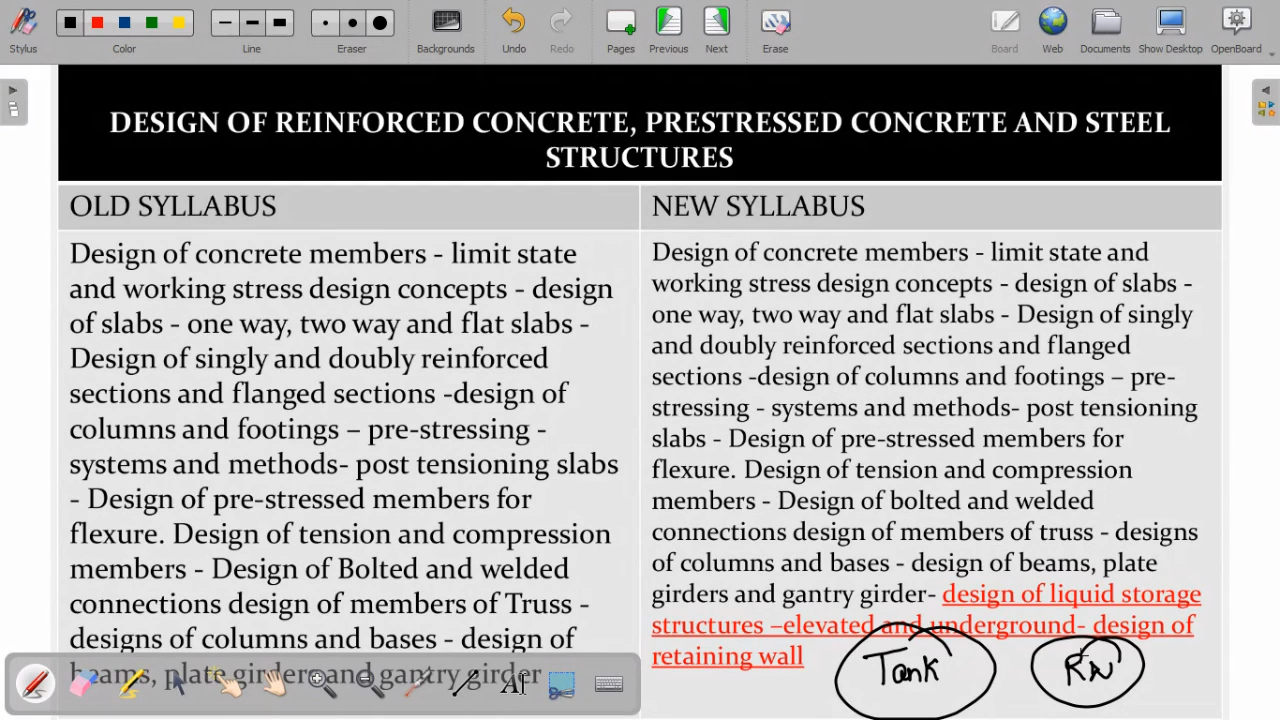 Stylus
Color
Line
Eraser
Backgrounds
Undo
Redo
Pages
Previous
Next
Erase
Board
Web
Documents
Show Desktop
OpenBoard
DESIGN OF REINFORCED CONCRETE, PRESTRESSED CONCRETE AND STEEL
STRUCTURES
OLD SYLLABUS
Design of concrete members - limit state
and working stress design concepts - design
of slabs - one way, two way and flat slabs -
Design of singly and doubly reinforced
sections and flanged sections -design of
columns and footings – pre-stressing -
systems and methods- post tensioning slabs
- Design of pre-stressed members for
flexure. Design of tension and compression
members - Design of Bolted and welded
connections design of members of Truss -
designs of columns and bases - design of
beams, plate girders and gantry girder
NEW SYLLABUS
Design of concrete members - limit state and
working stress design concepts - design of slabs -
one way, two way and flat slabs - Design of singly
and doubly reinforced sections and flanged
sections -design of columns and footings – pre-
stressing - systems and methods- post tensioning
slabs - Design of pre-stressed members for
flexure. Design of tension and compression
members - Design of bolted and welded
connections design of members of truss - designs
of columns and bases - design of beams, plate
girders and gantry girder- design of liquid storage
structures –elevated and underground- design of
retaining wall
Tank